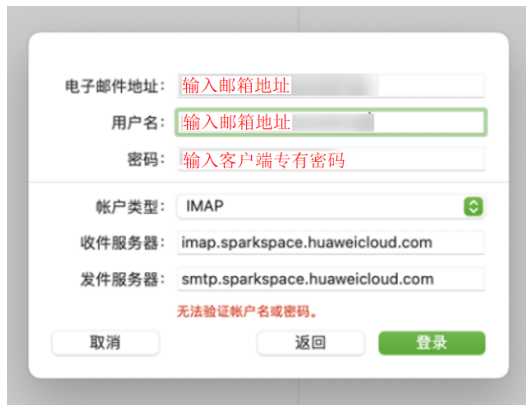 电子邮件地址： 输入邮箱地址
用户名： 输入邮箱地址
密码： 输入客户端专有密码
帐户类型： IMAP
收件服务器： imap.sparkspace.huaweicloud.com
发件服务器： smtp.sparkspace.huaweicloud.com
无法验证帐户名或密码。
取消 返回 登录